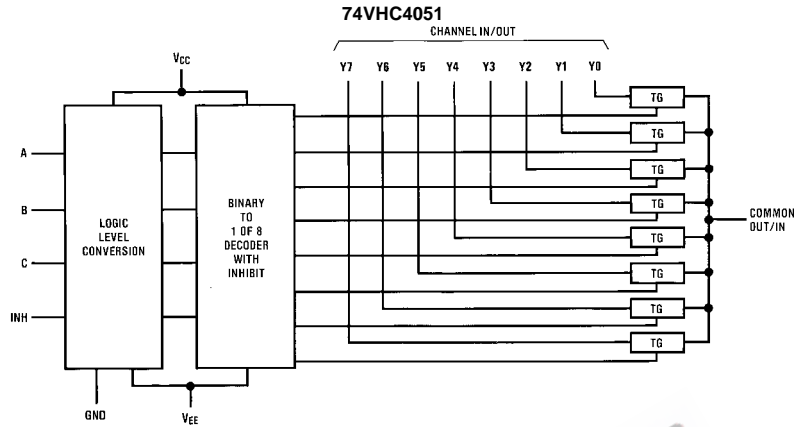 74VHC4051
CHANNEL IN/OUT
VCC
Y7 Y6 Y5 Y4 Y3 Y2 Y1 Y0
TG
TG
TG
TG
TG
TG
TG
TG
A
B
C
INH
LOGIC
LEVEL
CONVERSION
BINARY
TO
1 OF 8
DECODER
WITH
INHIBIT
COMMON
OUT/IN
GND
VEE